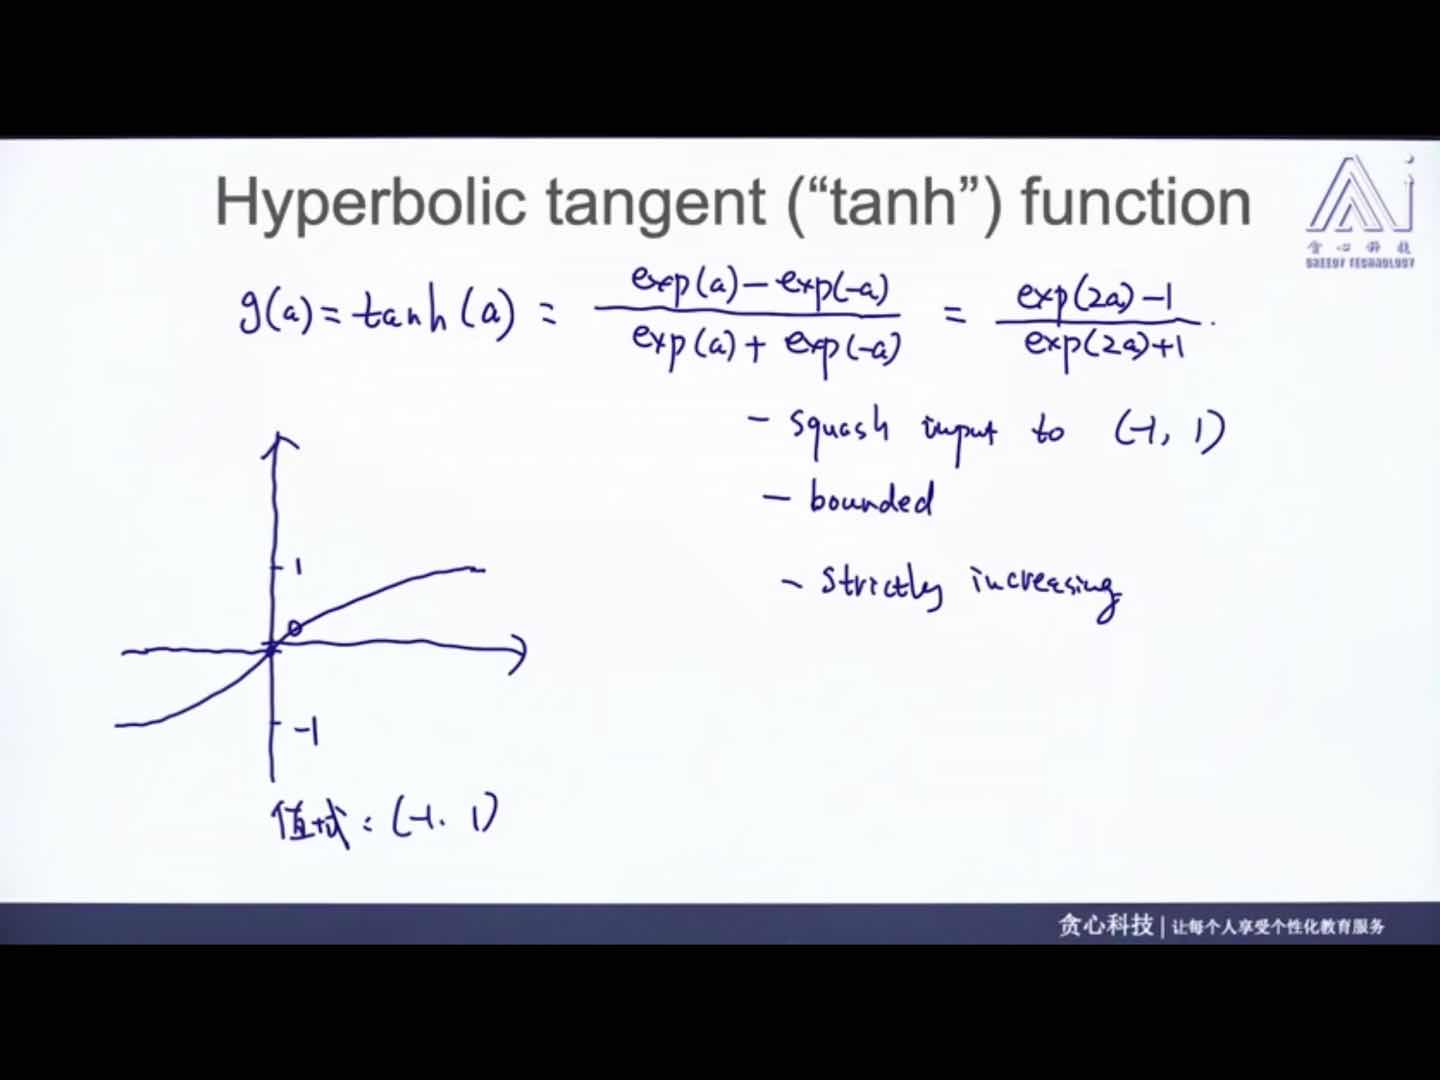 Hyperbolic tangent (“tanh”) function
贪心科技
GREEDY TECHNOLOGY
g(a) = tanh(a) = exp(a) - exp(-a) / exp(a) + exp(-a) = exp(2a) - 1 / exp(2a) + 1 .
- squash input to (-1, 1)
- bounded
- strictly increasing
1
0
-1
值域: (-1, 1)
贪心科技 | 让每个人享受个性化教育服务